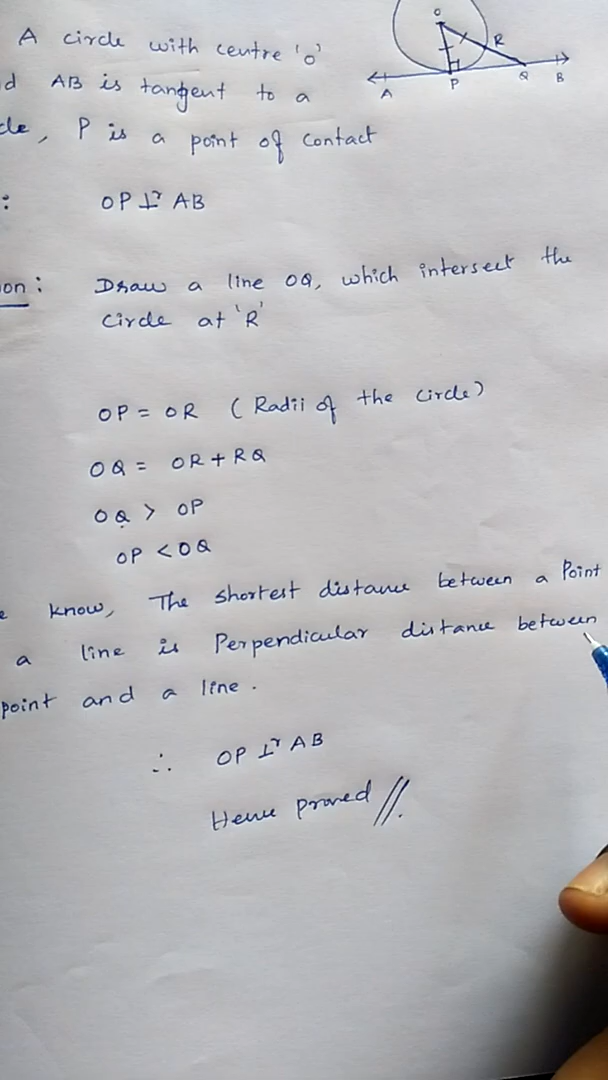 A circle with centre 'o'
O
R
A
P
Q
B
d AB is tangent to a
cle, P is a point of contact
: OP ⊥r AB
on: Draw a line OQ, which intersect the
circle at 'R'
OP = OR (Radii of the circle)
OQ = OR + RQ
OQ > OP
OP < OQ
e know, The shortest distance between a Point
a line is Perpendicular distance between
point and a line.
∴ OP ⊥r AB
Hence proved //.